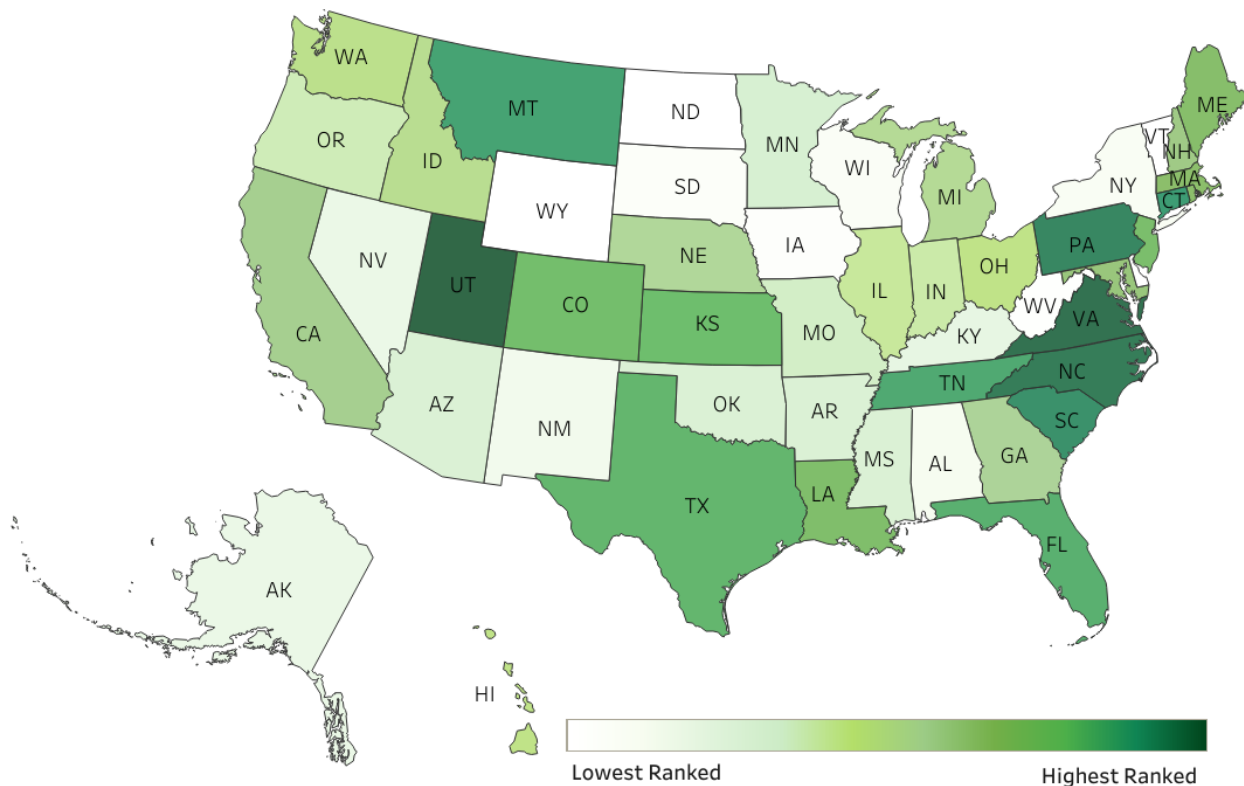 WA
MT
ND
MN
ME
VT
NH
OR
ID
WI
NY
MA
SD
MI
CT
WY
PA
IA
NE
OH
NV
UT
IL
IN
CO
WV
VA
KS
MO
KY
CA
NC
TN
AZ
OK
AR
SC
NM
MS
AL
GA
TX
LA
FL
AK
HI
Lowest Ranked
Highest Ranked